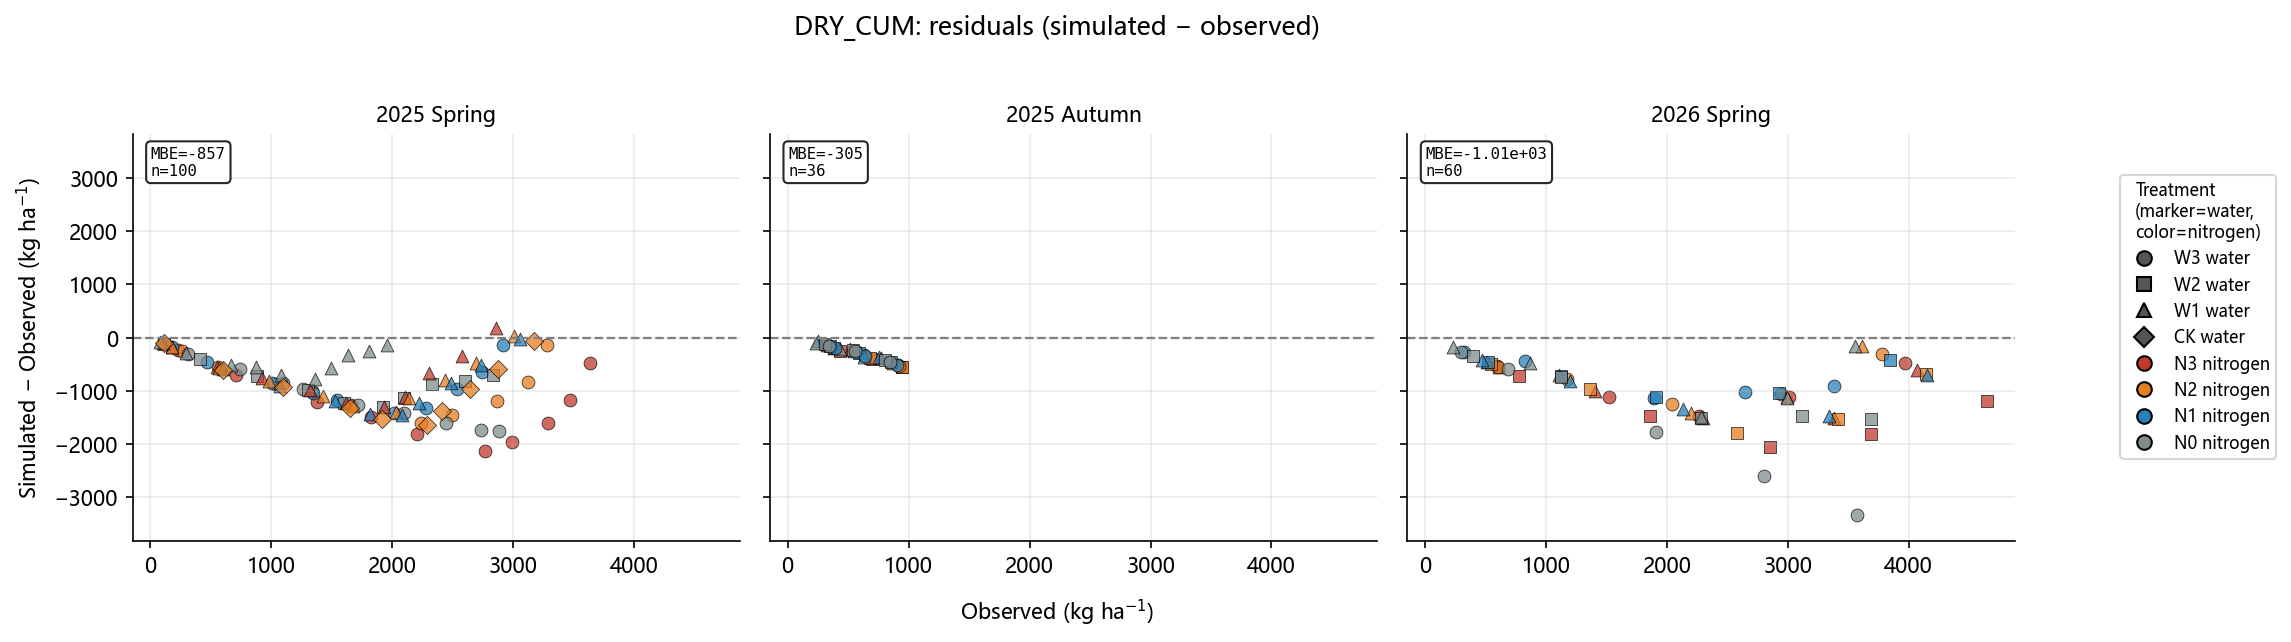 DRY_CUM: residuals (simulated − observed)
2025 Spring
2025 Autumn
2026 Spring
MBE=-857
n=100
MBE=-305
n=36
MBE=-1.01e+03
n=60
Simulated − Observed (kg ha⁻¹)
3000
2000
1000
0
−1000
−2000
−3000
0 1000 2000 3000 4000
0 1000 2000 3000 4000
0 1000 2000 3000 4000
Observed (kg ha⁻¹)
Treatment
(marker=water,
color=nitrogen)
W3 water
W2 water
W1 water
CK water
N3 nitrogen
N2 nitrogen
N1 nitrogen
N0 nitrogen